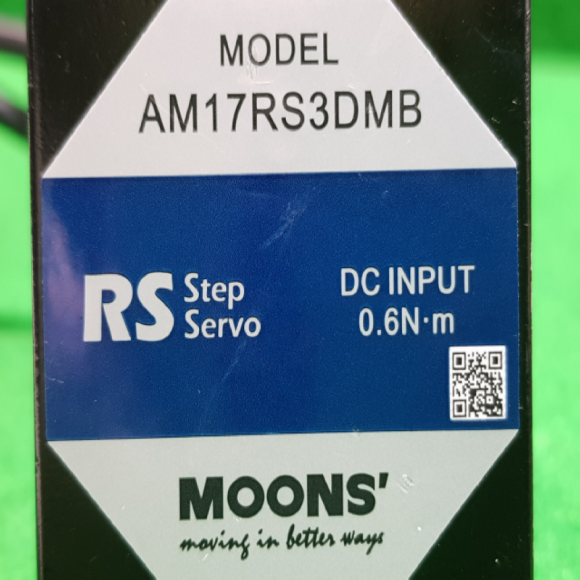 MODEL
AM17RS3DMB
RS Step Servo
DC INPUT
0.6N·m
MOONS'
moving in better ways